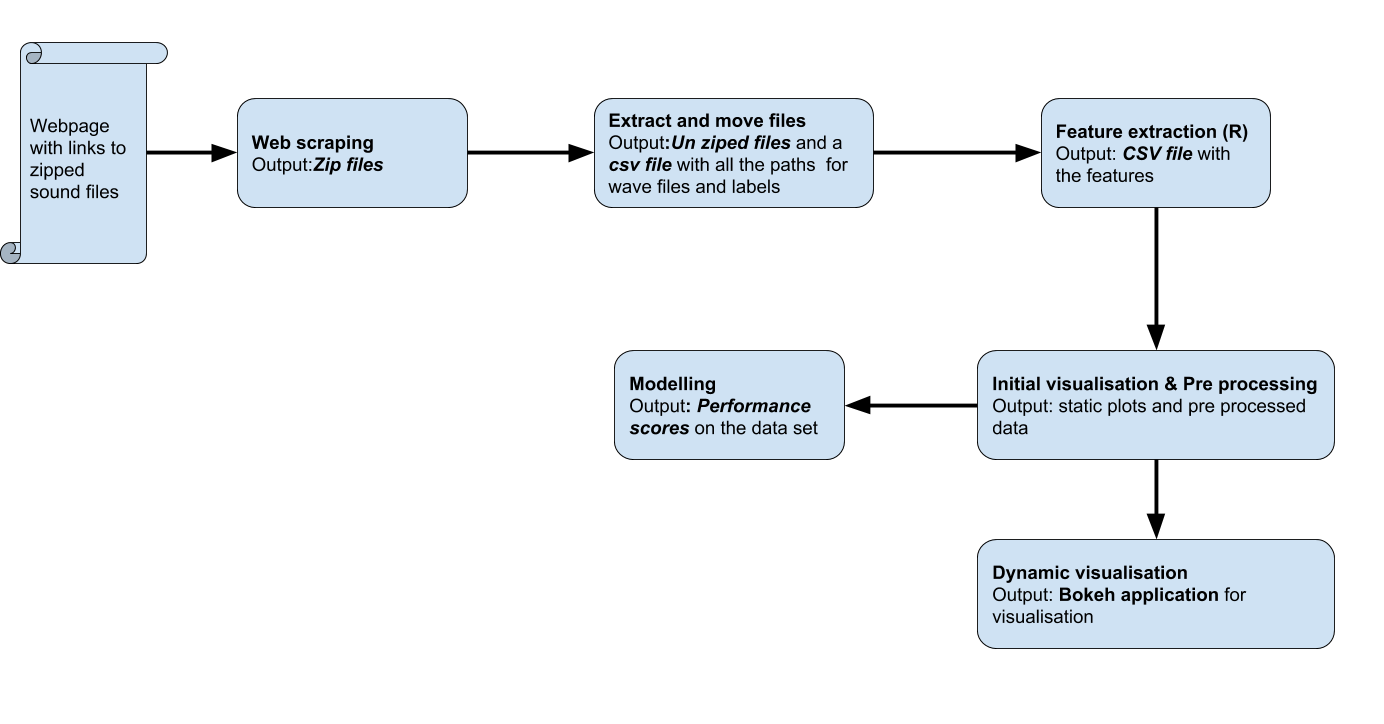 Webpage
with links to
zipped
sound files
Web scraping
Output:Zip files
Extract and move files
Output:Un ziped files and a
csv file with all the paths  for
wave files and labels
Feature extraction (R)
Output: CSV file with
the features
Modelling
Output: Performance
scores on the data set
Initial visualisation & Pre processing
Output: static plots and pre processed
data
Dynamic visualisation
Output: Bokeh application for
visualisation